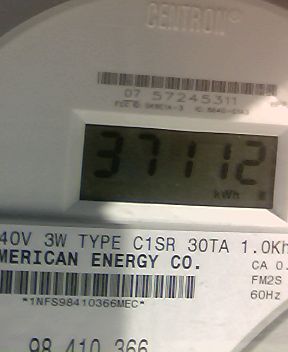 CENTRON®
07 57245311
37112
kWh
40V 3W TYPE C1SR 30TA 1.0Kh
MERICAN ENERGY CO.
CA 0.
FM2S
60Hz
*1NFS98410366MEC*
98 410 366